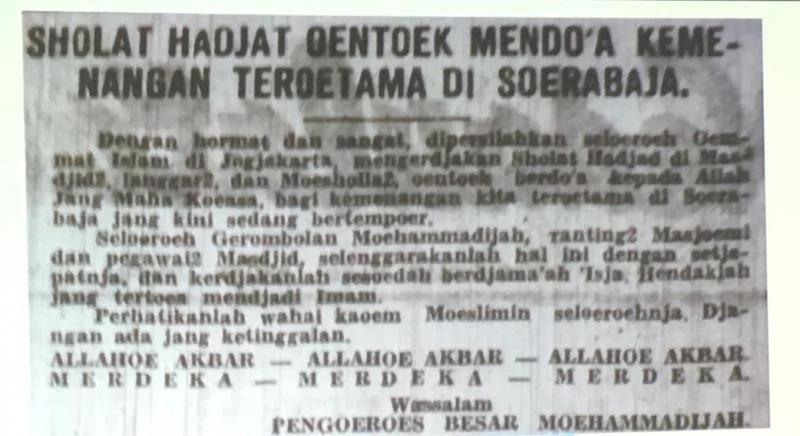 SHOLAT HADJAT OENTOEK MENDO'A KEME-
NANGAN TEROETAMA DI SOERABAJA.
Dengan hormat dan sangat, dipersilahkan seloeroeh Oem-
mat Islam di Jogjakarta, mengerdjakan Sholat Hadjad di Mas-
djid2, langgar2, dan Moesholla2, oentoek berdo'a kepada Allah
Jang Maha Koeasa, bagi kemenangan kita teroetama di Soera-
baja jang kini sedang bertempoer.
Seloeroeh Gerombolan Moehammadijah, ranting2 Masjoemi
dan pegawai2 Masdjid, selenggarakanlah hal ini dengan setje-
patnja, dan kerdjakanlah sesoedah berdjama'ah 'Isja. Hendaklah
jang tertoea mendjadi Imam.
Perhatikanlah wahai kaoem Moeslimin seloeroehnja. Dja-
ngan ada jang ketinggalan.
ALLAHOE AKBAR — ALLAHOE AKBAR — ALLAHOE AKBAR.
MERDEKA — MERDEKA — MERDEKA.
Wassalam
PENGOEROES BESAR MOEHAMMADIJAH.